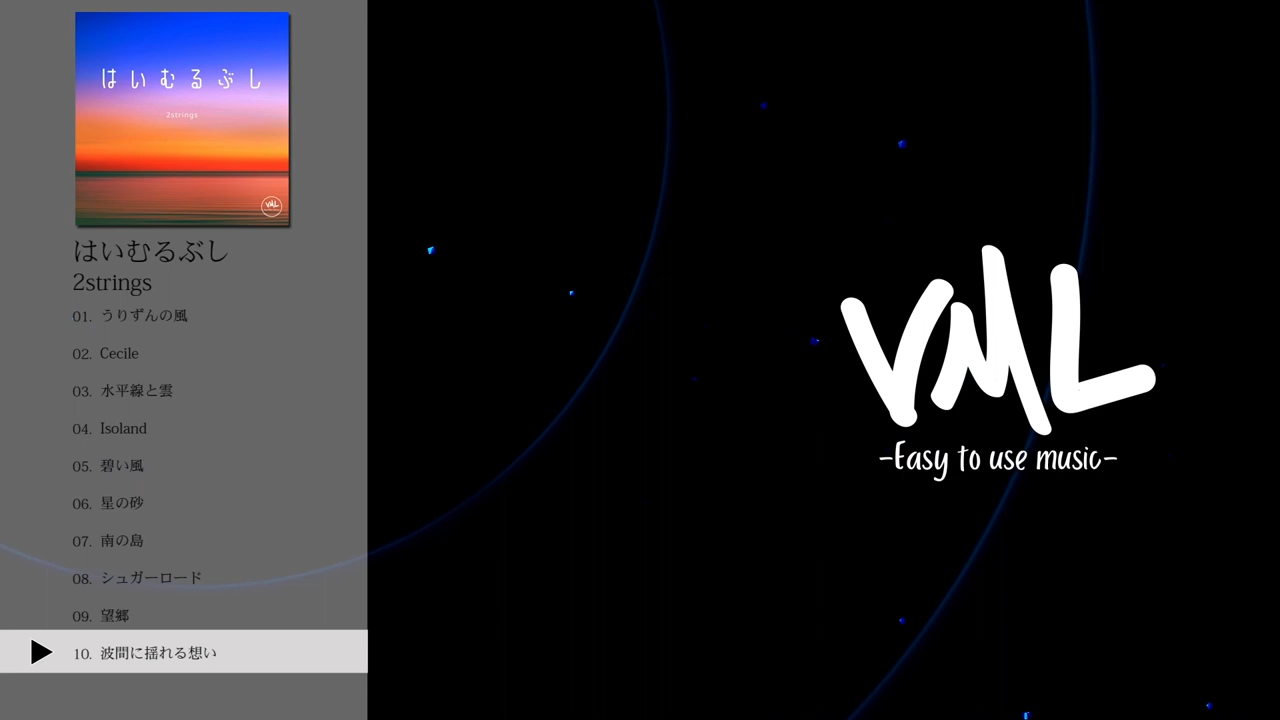 はいむるぶし
2strings
VML
はいむるぶし
2strings
01. うりずんの風
02. Cecile
03. 水平線と雲
04. Isoland
05. 碧い風
06. 星の砂
07. 南の島
08. シュガーロード
09. 望郷
10. 波間に揺れる想い
VML
-Easy to use music-